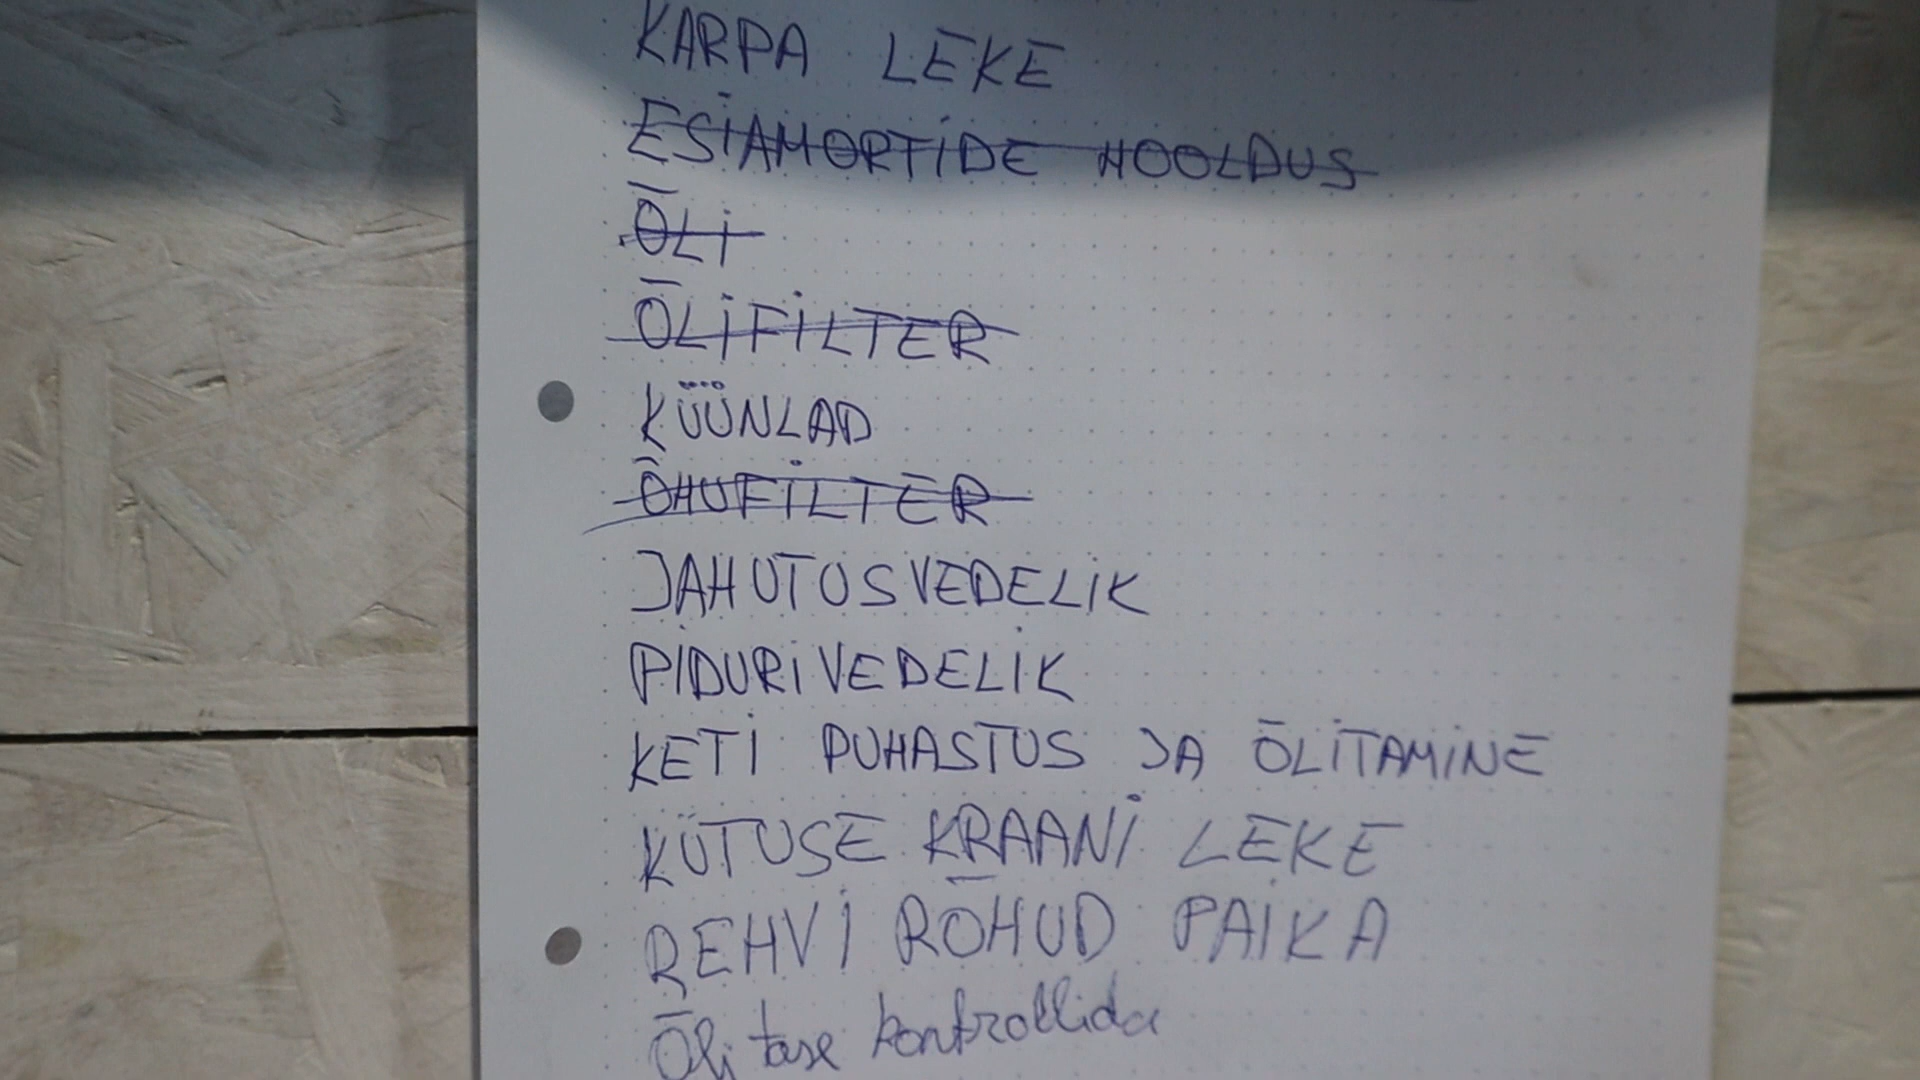 KARPA LEKE
ESIAMORTIDE HOOLDUS
ÕLI
ÕLIFILTER
KÜÜNLAD
ÕHUFILTER
JAHUTUSVEDELIK
PIDURIVEDELIK
KETI PUHASTUS JA ÕLITAMINE
KÜTUSE KRAANI LEKE
REHVI RÕHUD PAIKA
Õli tase kontrollida